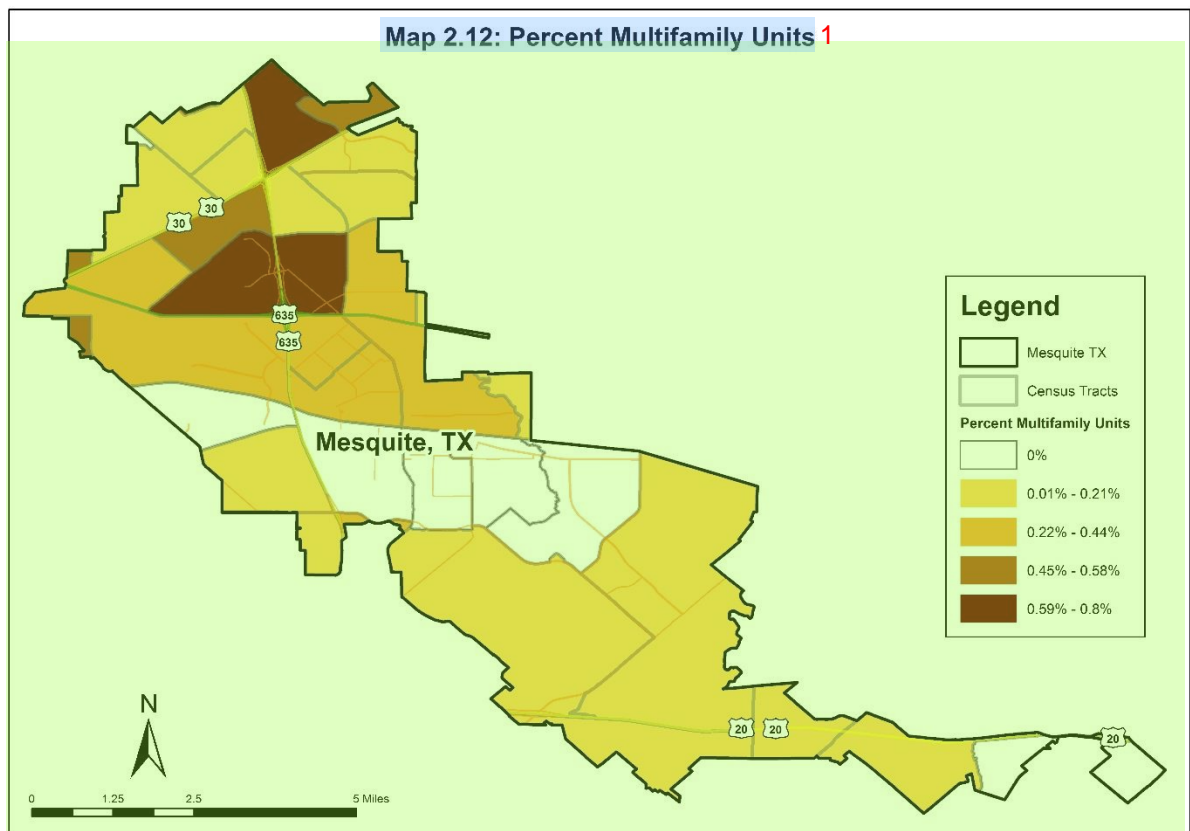 Map 2.12: Percent Multifamily Units 1
30
30
635
635
Mesquite, TX
20
20
20
Legend
Mesquite TX
Census Tracts
Percent Multifamily Units
0%
0.01% - 0.21%
0.22% - 0.44%
0.45% - 0.58%
0.59% - 0.8%
N
0 1.25 2.5 5 Miles